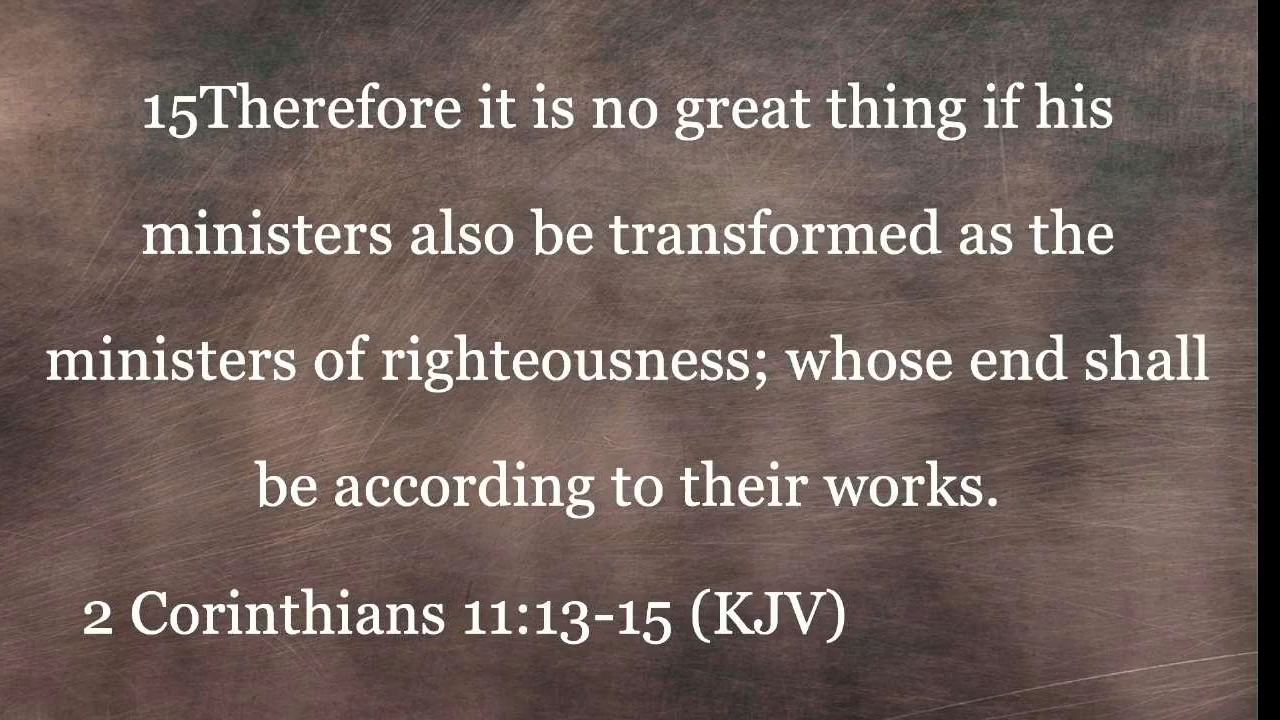 15Therefore it is no great thing if his
ministers also be transformed as the
ministers of righteousness; whose end shall
be according to their works.
2 Corinthians 11:13-15 (KJV)